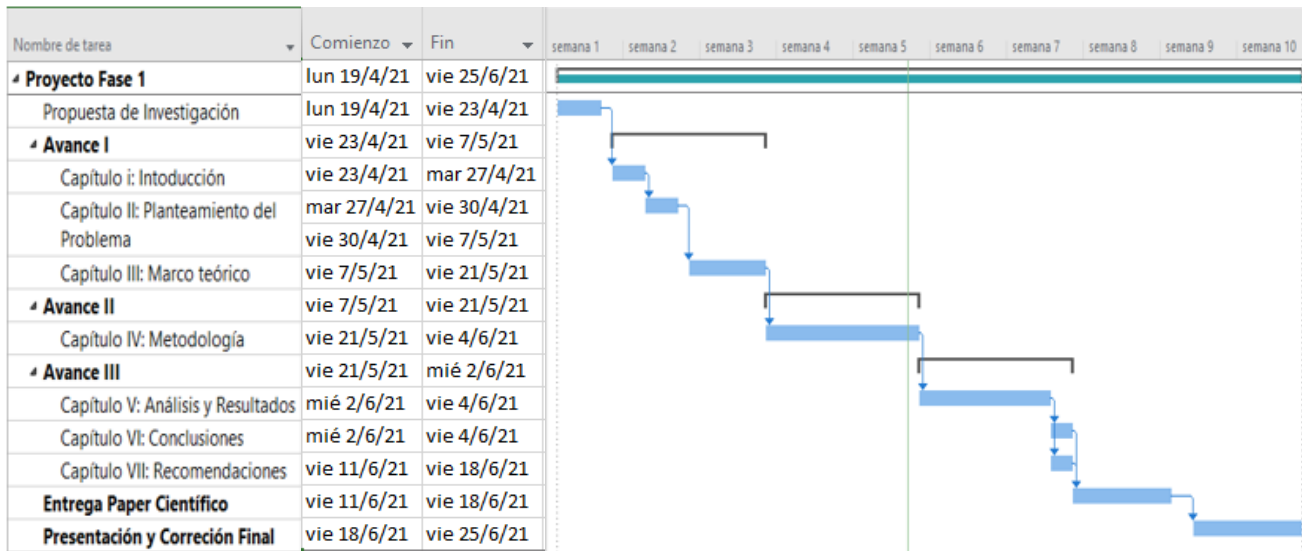 Nombre de tarea Comienzo Fin semana 1 semana 2 semana 3 semana 4 semana 5 semana 6 semana 7 semana 8 semana 9 semana 10
Proyecto Fase 1 lun 19/4/21 vie 25/6/21
Propuesta de Investigación lun 19/4/21 vie 23/4/21
Avance I vie 23/4/21 vie 7/5/21
Capítulo i: Intoducción vie 23/4/21 mar 27/4/21
Capítulo II: Planteamiento del mar 27/4/21 vie 30/4/21
Problema vie 30/4/21 vie 7/5/21
Capítulo III: Marco teórico vie 7/5/21 vie 21/5/21
Avance II vie 7/5/21 vie 21/5/21
Capítulo IV: Metodología vie 21/5/21 vie 4/6/21
Avance III vie 21/5/21 mié 2/6/21
Capítulo V: Análisis y Resultados mié 2/6/21 vie 4/6/21
Capítulo VI: Conclusiones mié 2/6/21 vie 4/6/21
Capítulo VII: Recomendaciones vie 11/6/21 vie 18/6/21
Entrega Paper Científico vie 11/6/21 vie 18/6/21
Presentación y Correción Final vie 18/6/21 vie 25/6/21